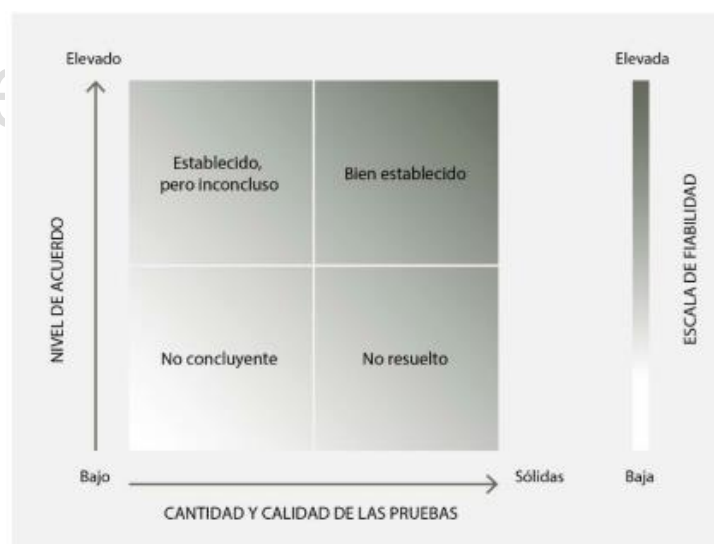 Elevado
Elevada
Establecido,
pero inconcluso
Bien establecido
NIVEL DE ACUERDO
ESCALA DE FIABILIDAD
No concluyente
No resuelto
Bajo
Sólidas
Baja
CANTIDAD Y CALIDAD DE LAS PRUEBAS